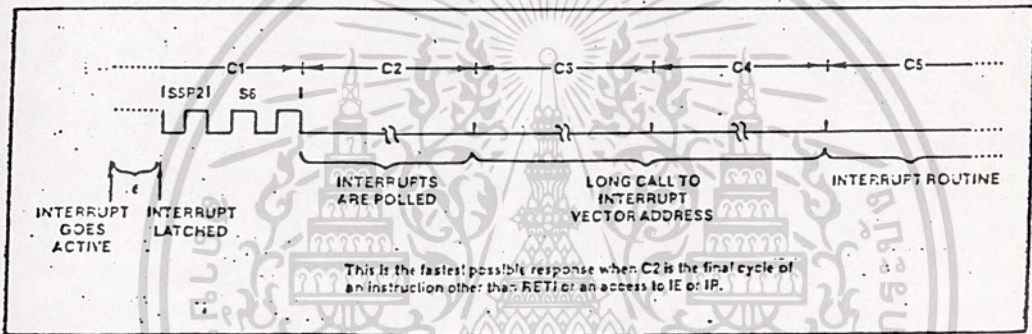 C1 C2 C3 C4 C5
S5P2 S6
ε
INTERRUPT GOES ACTIVE
INTERRUPT LATCHED
INTERRUPTS ARE POLLED
LONG CALL TO INTERRUPT VECTOR ADDRESS
INTERRUPT ROUTINE
This is the fastest possible response when C2 is the final cycle of
an instruction other than RETI or an access to IE or IP.